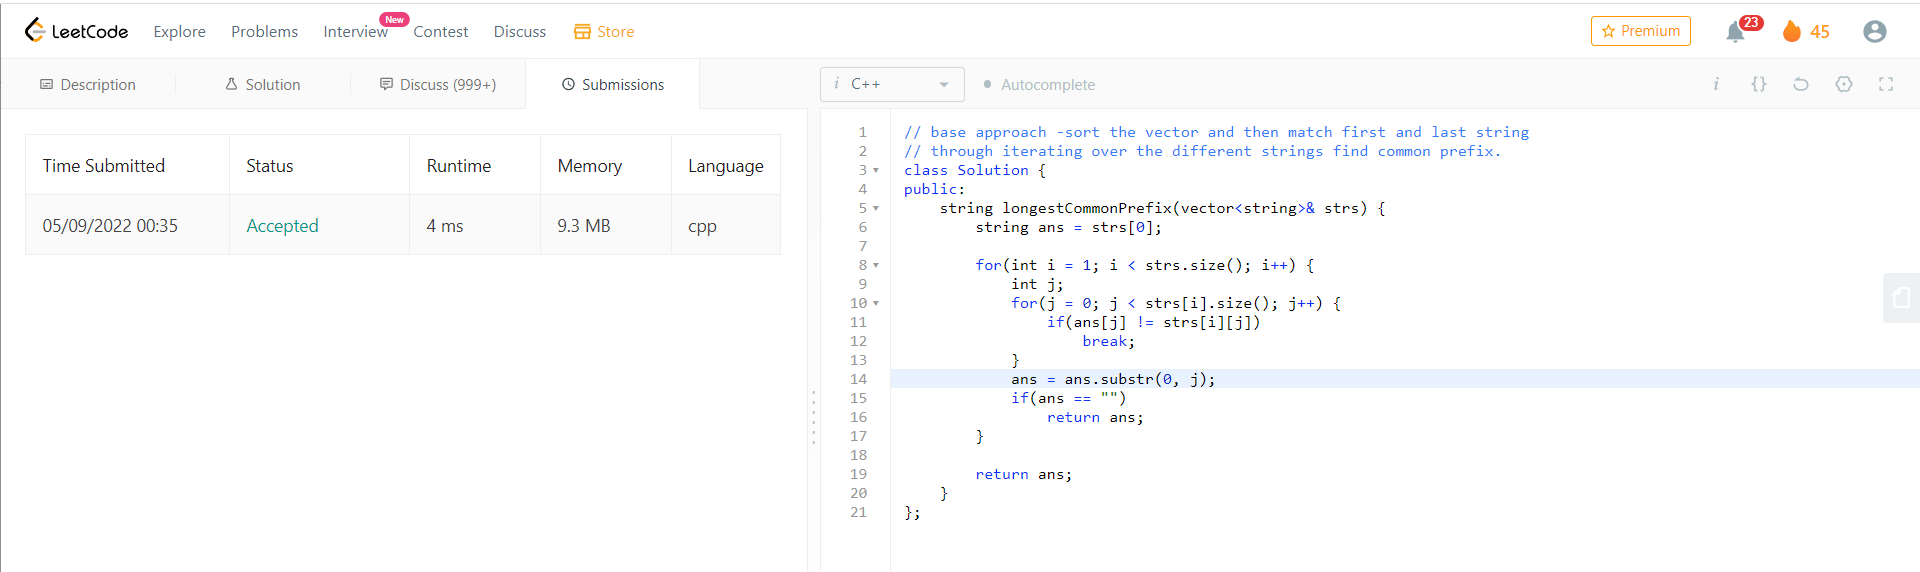 LeetCode Explore Problems Interview New Contest Discuss Store Premium 23 45
Description Solution Discuss (999+) Submissions
i C++ Autocomplete i {}
Time Submitted Status Runtime Memory Language
05/09/2022 00:35 Accepted 4 ms 9.3 MB cpp
1 // base approach -sort the vector and then match first and last string
2 // through iterating over the different strings find common prefix.
3 class Solution {
4 public:
5 string longestCommonPrefix(vector<string>& strs) {
6 string ans = strs[0];
7
8 for(int i = 1; i < strs.size(); i++) {
9 int j;
10 for(j = 0; j < strs[i].size(); j++) {
11 if(ans[j] != strs[i][j])
12 break;
13 }
14 ans = ans.substr(0, j);
15 if(ans == "")
16 return ans;
17 }
18
19 return ans;
20 }
21 };